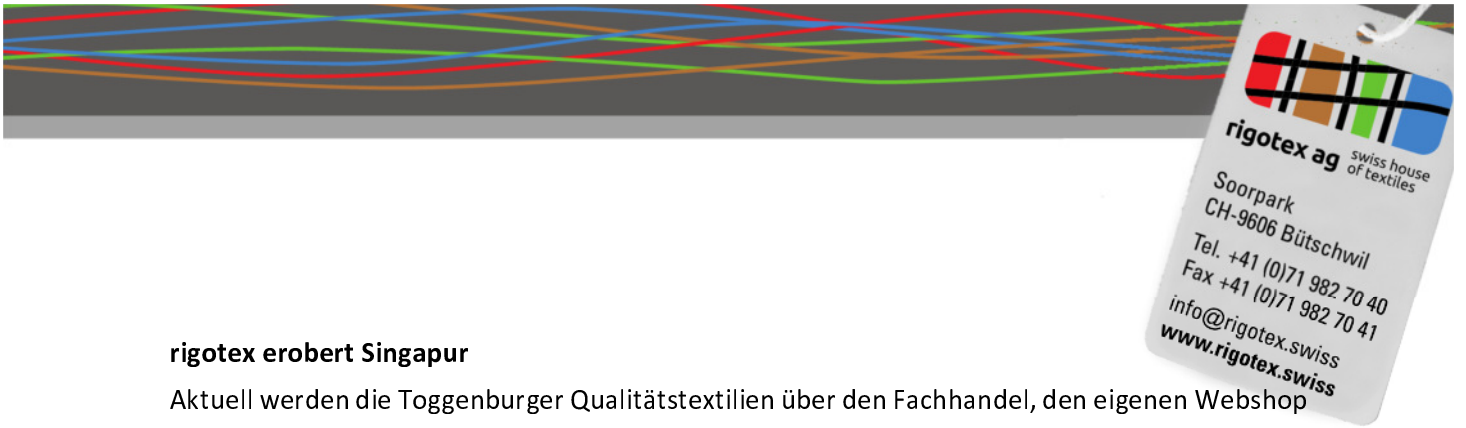 rigotex ag
swiss house
of textiles
Soorpark
CH-9606 Bütschwil
Tel. +41 (0)71 982 70 40
Fax +41 (0)71 982 70 41
info@rigotex.swiss
www.rigotex.swiss
rigotex erobert Singapur
Aktuell werden die Toggenburger Qualitätstextilien über den Fachhandel, den eigenen Webshop